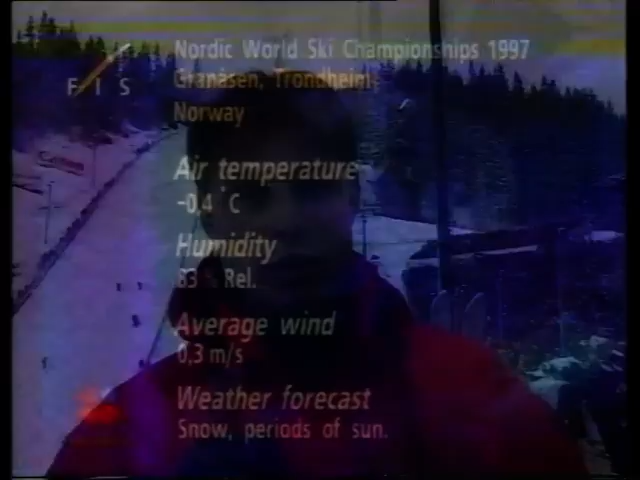 FIS
Nordic World Ski Championships 1997
Granåsen, Trondheim
Norway
Air temperature
-0,4 °C
Humidity
83 % Rel.
Average wind
0,3 m/s
Weather forecast
Snow, periods of sun.